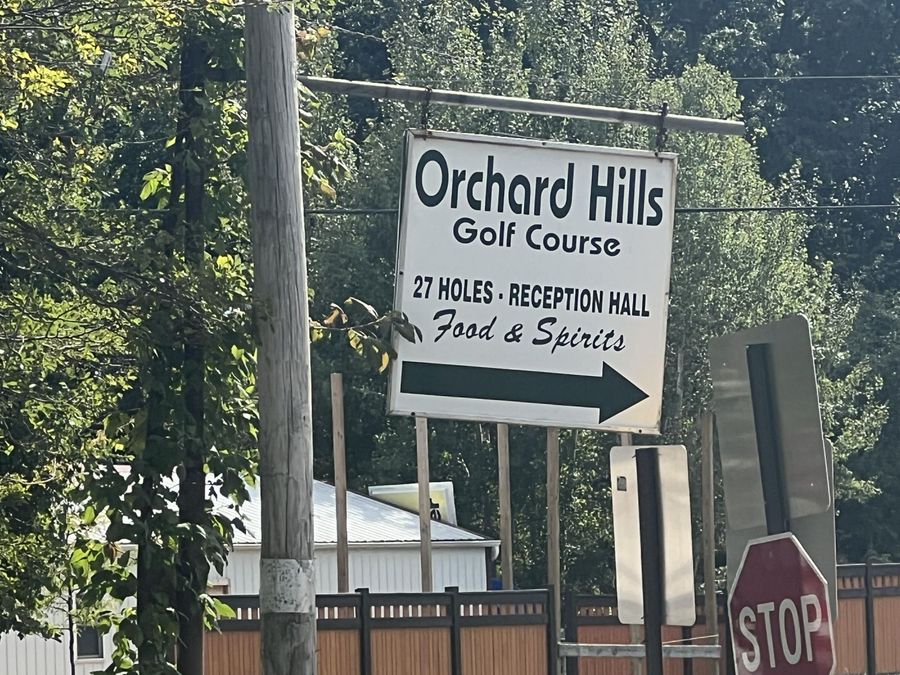 Orchard Hills
Golf Course
27 HOLES - RECEPTION HALL
Food & Spirits
STOP